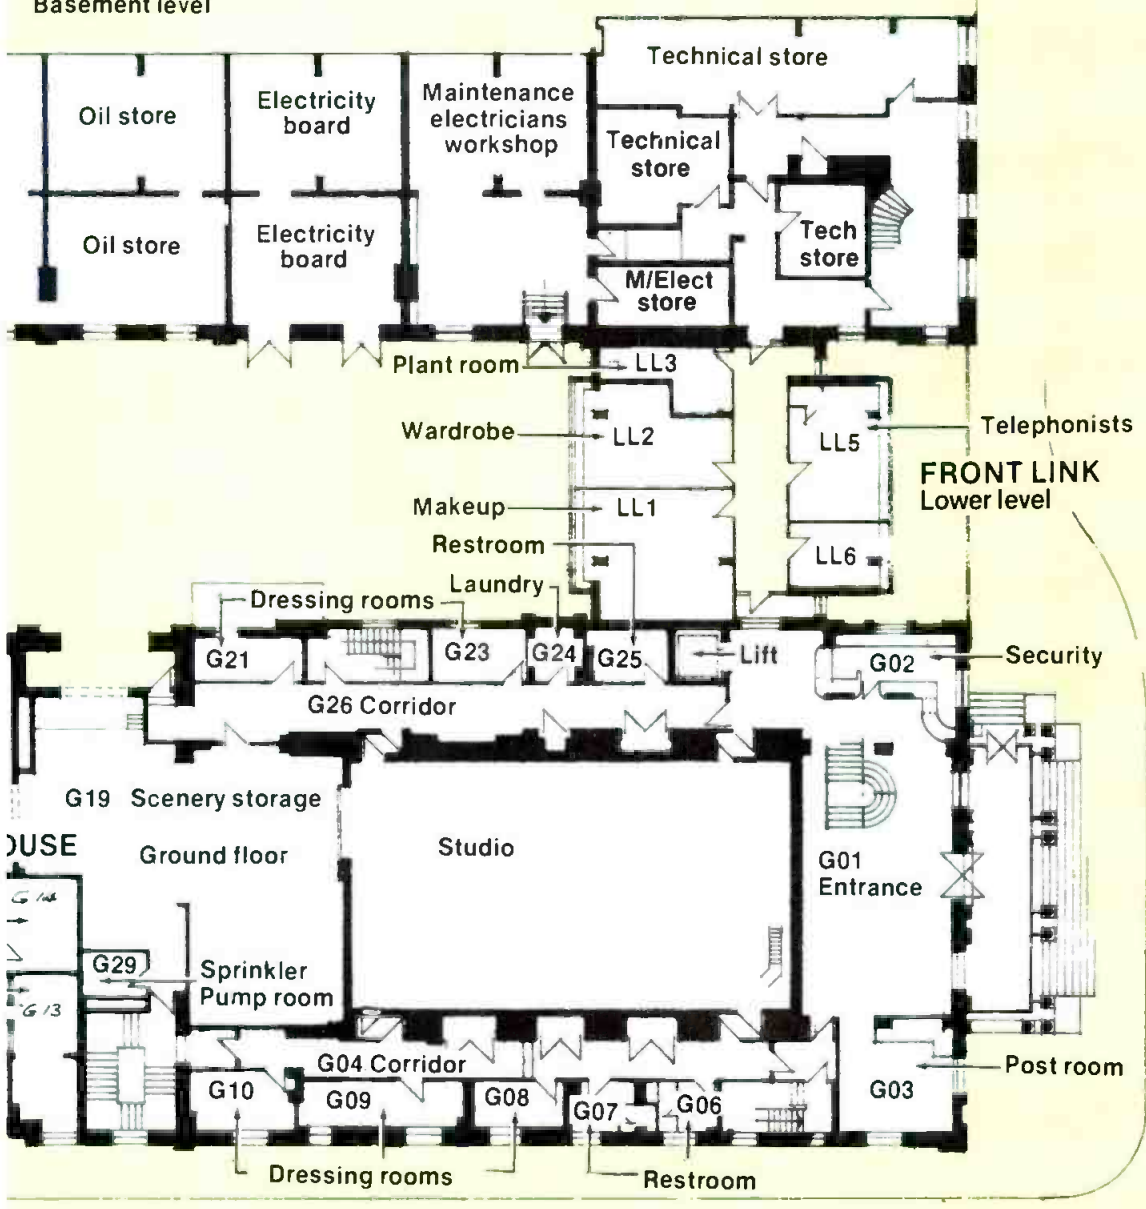 Basement level
Technical store
Oil store
Electricity
board
Maintenance
electricians
workshop
Technical
store
Oil store
Electricity
board
Tech
store
M/Elect
store
Plant room
LL3
Wardrobe
LL2
LL5
Telephonists
FRONT LINK
Lower level
Makeup
LL1
Restroom
LL6
Laundry
Dressing rooms
G21
G23
G24
G25
Lift
G02
Security
G26 Corridor
G19 Scenery storage
OUSE
Ground floor
Studio
G01
Entrance
G14
G29
Sprinkler
Pump room
G13
G04 Corridor
Post room
G10
G09
G08
G07
G06
G03
Dressing rooms
Restroom